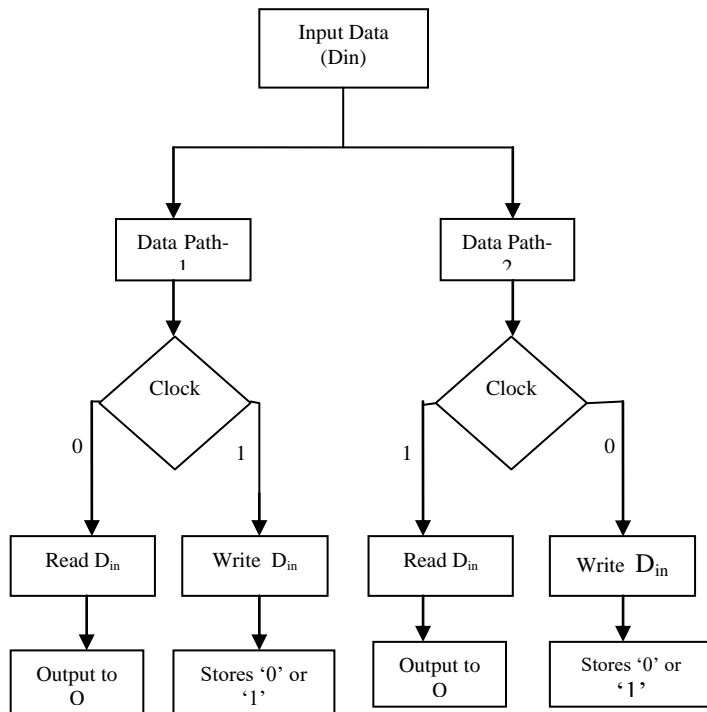 Input Data
(Din)
Data Path-
1
Data Path-
2
Clock
Clock
0
1
1
0
Read Din
Write Din
Read Din
Write Din
Output to
Stores ‘0’ or
‘1’
Output to
Stores ‘0’ or
‘1’